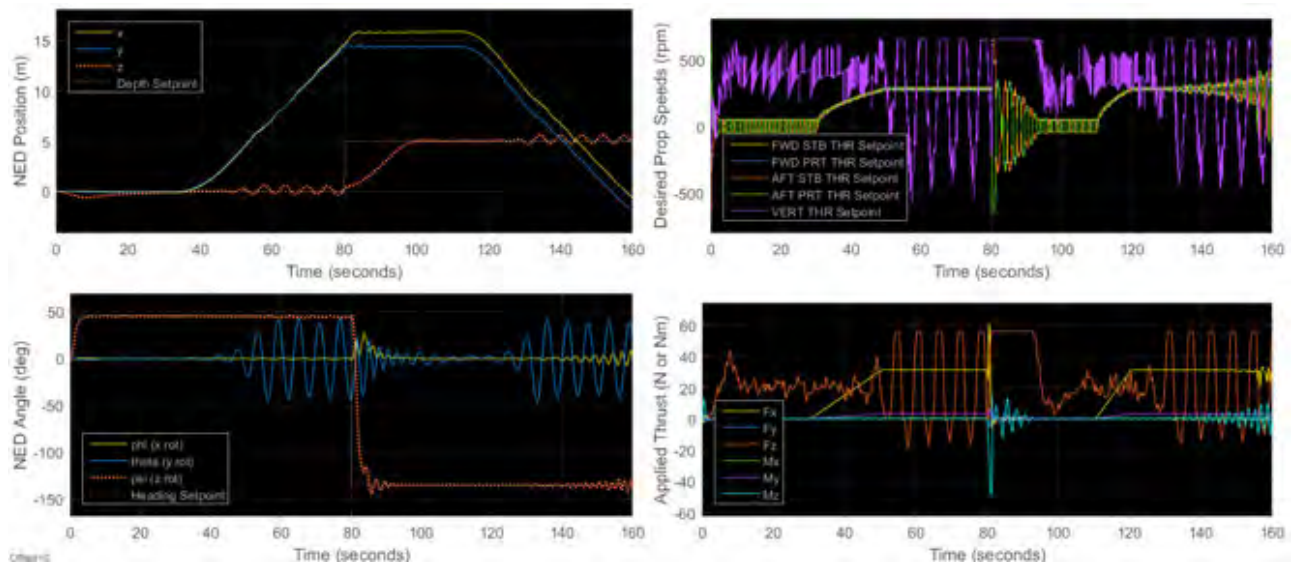 NED Position (m)
15
10
5
0
x
y
z
Depth Setpoint
0 20 40 60 80 100 120 140 160
Time (seconds)
Desired Prop Speeds (rpm)
500
0
-500
FWD STB THR Setpoint
FWD PRT THR Setpoint
AFT STB THR Setpoint
AFT PRT THR Setpoint
VERT THR Setpoint
0 20 40 60 80 100 120 140 160
Time (seconds)
NED Angle (deg)
50
0
-50
-100
-150
phi (x rot)
theta (y rot)
psi (z rot)
Heading Setpoint
0 20 40 60 80 100 120 140 160
Time (seconds)
Applied Thrust (N or Nm)
60
40
20
0
-20
-40
-60
Fx
Fy
Fz
Mx
My
Mz
0 20 40 60 80 100 120 140 160
Time (seconds)